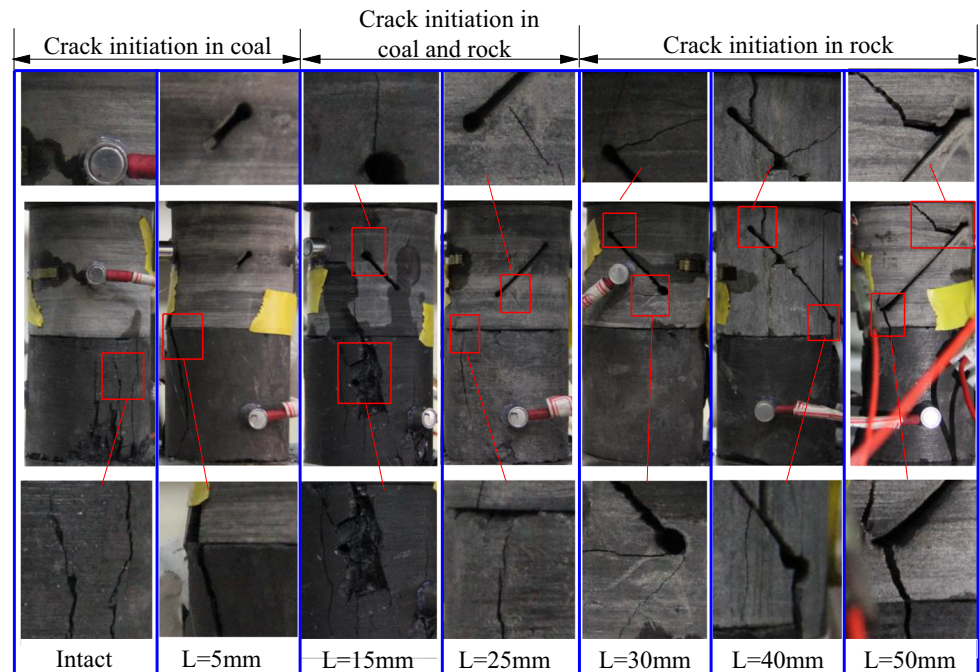 Crack initiation in coal
Crack initiation in
coal and rock
Crack initiation in rock
Intact
L=5mm
L=15mm
L=25mm
L=30mm
L=40mm
L=50mm